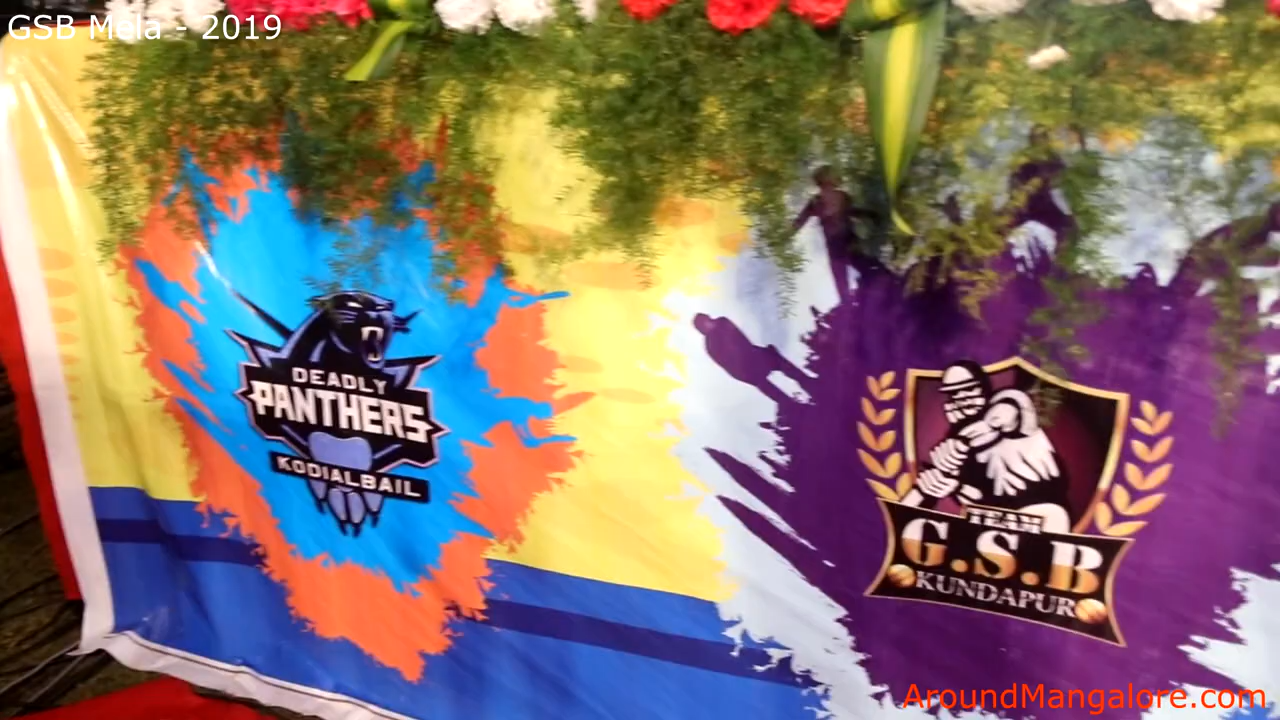 GSB Mela - 2019
DEADLY
PANTHERS
KODIALBAIL
TEAM
G.S.B
KUNDAPUR
AroundMangalore.com